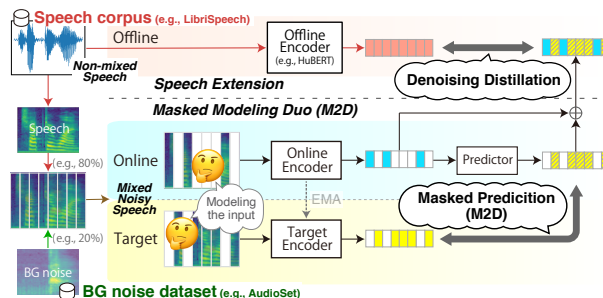 Speech corpus (e.g., LibriSpeech)
Offline
Non-mixed
Speech
Offline
Encoder
(e.g., HuBERT)
Denoising Distillation
Speech Extension
Masked Modeling Duo (M2D)
Speech
(e.g., 80%)
Online
Online
Encoder
Predictor
Mixed
Noisy
Speech
Modeling
the input
EMA
Masked Predicition
(M2D)
(e.g., 20%)
Target
Target
Encoder
BG noise
BG noise dataset (e.g., AudioSet)